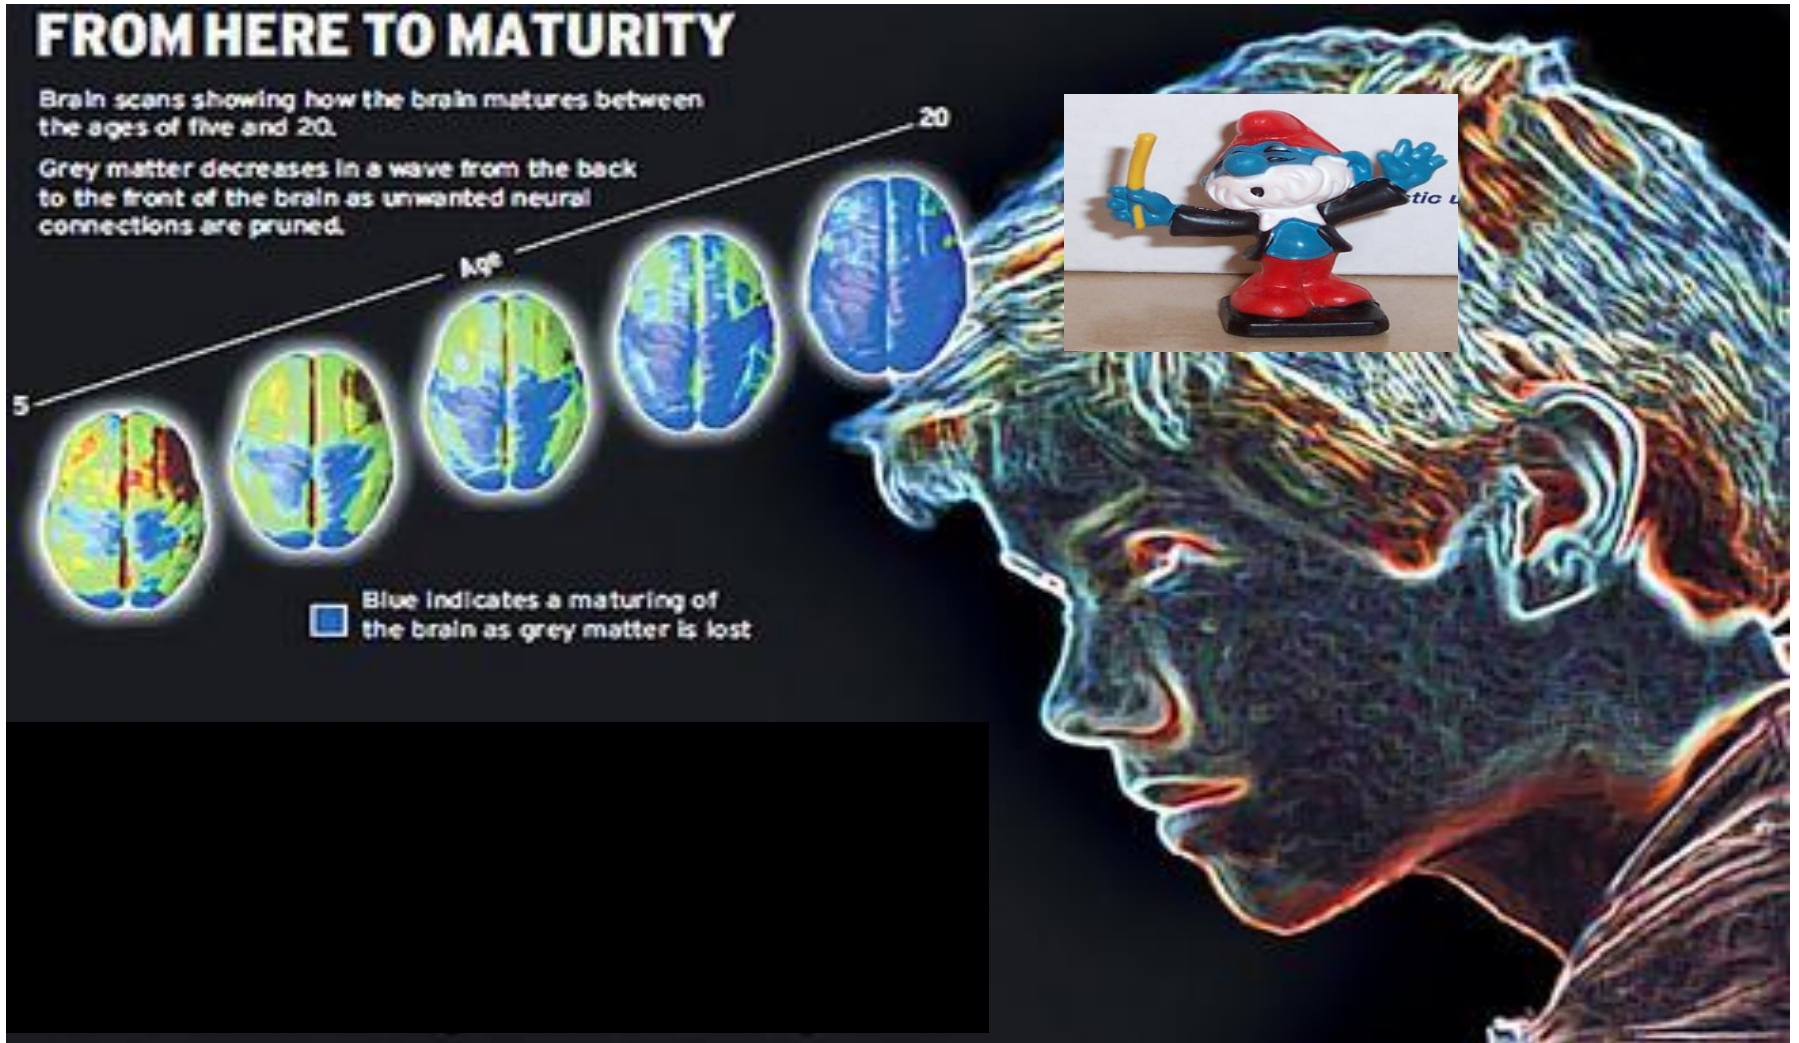 FROM HERE TO MATURITY
Brain scans showing how the brain matures between
the ages of five and 20.
Grey matter decreases in a wave from the back
to the front of the brain as unwanted neural
connections are pruned.
20
Age
5
Blue indicates a maturing of
the brain as grey matter is lost